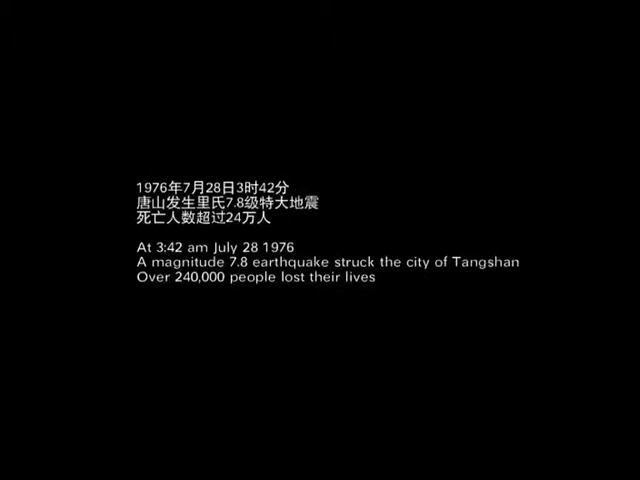 1976年7月28日3时42分
唐山发生里氏7.8级特大地震
死亡人数超过24万人
At 3:42 am July 28 1976
A magnitude 7.8 earthquake struck the city of Tangshan
Over 240,000 people lost their lives